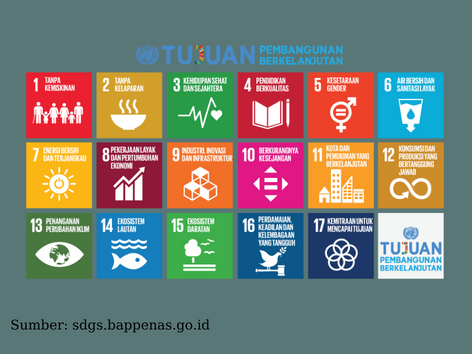 TUJUAN PEMBANGUNAN
BERKELANJUTAN
1 TANPA
KEMISKINAN
2 TANPA
KELAPARAN
3 KEHIDUPAN SEHAT
DAN SEJAHTERA
4 PENDIDIKAN
BERKUALITAS
5 KESETARAAN
GENDER
6 AIR BERSIH DAN
SANITASI LAYAK
7 ENERGI BERSIH
DAN TERJANGKAU
8 PEKERJAAN LAYAK
DAN PERTUMBUHAN
EKONOMI
9 INDUSTRI, INOVASI
DAN INFRASTRUKTUR
10 BERKURANGNYA
KESENJANGAN
11 KOTA DAN
PEMUKIMAN YANG
BERKELANJUTAN
12 KONSUMSI DAN
PRODUKSI YANG
BERTANGGUNG
JAWAB
13 PENANGANAN
PERUBAHAN IKLIM
14 EKOSISTEM
LAUTAN
15 EKOSISTEM
DARATAN
16 PERDAMAIAN,
KEADILAN DAN
KELEMBAGAAN
YANG TANGGUH
17 KEMITRAAN UNTUK
MENCAPAI TUJUAN
TUJUAN
PEMBANGUNAN
BERKELANJUTAN
Sumber: sdgs.bappenas.go.id